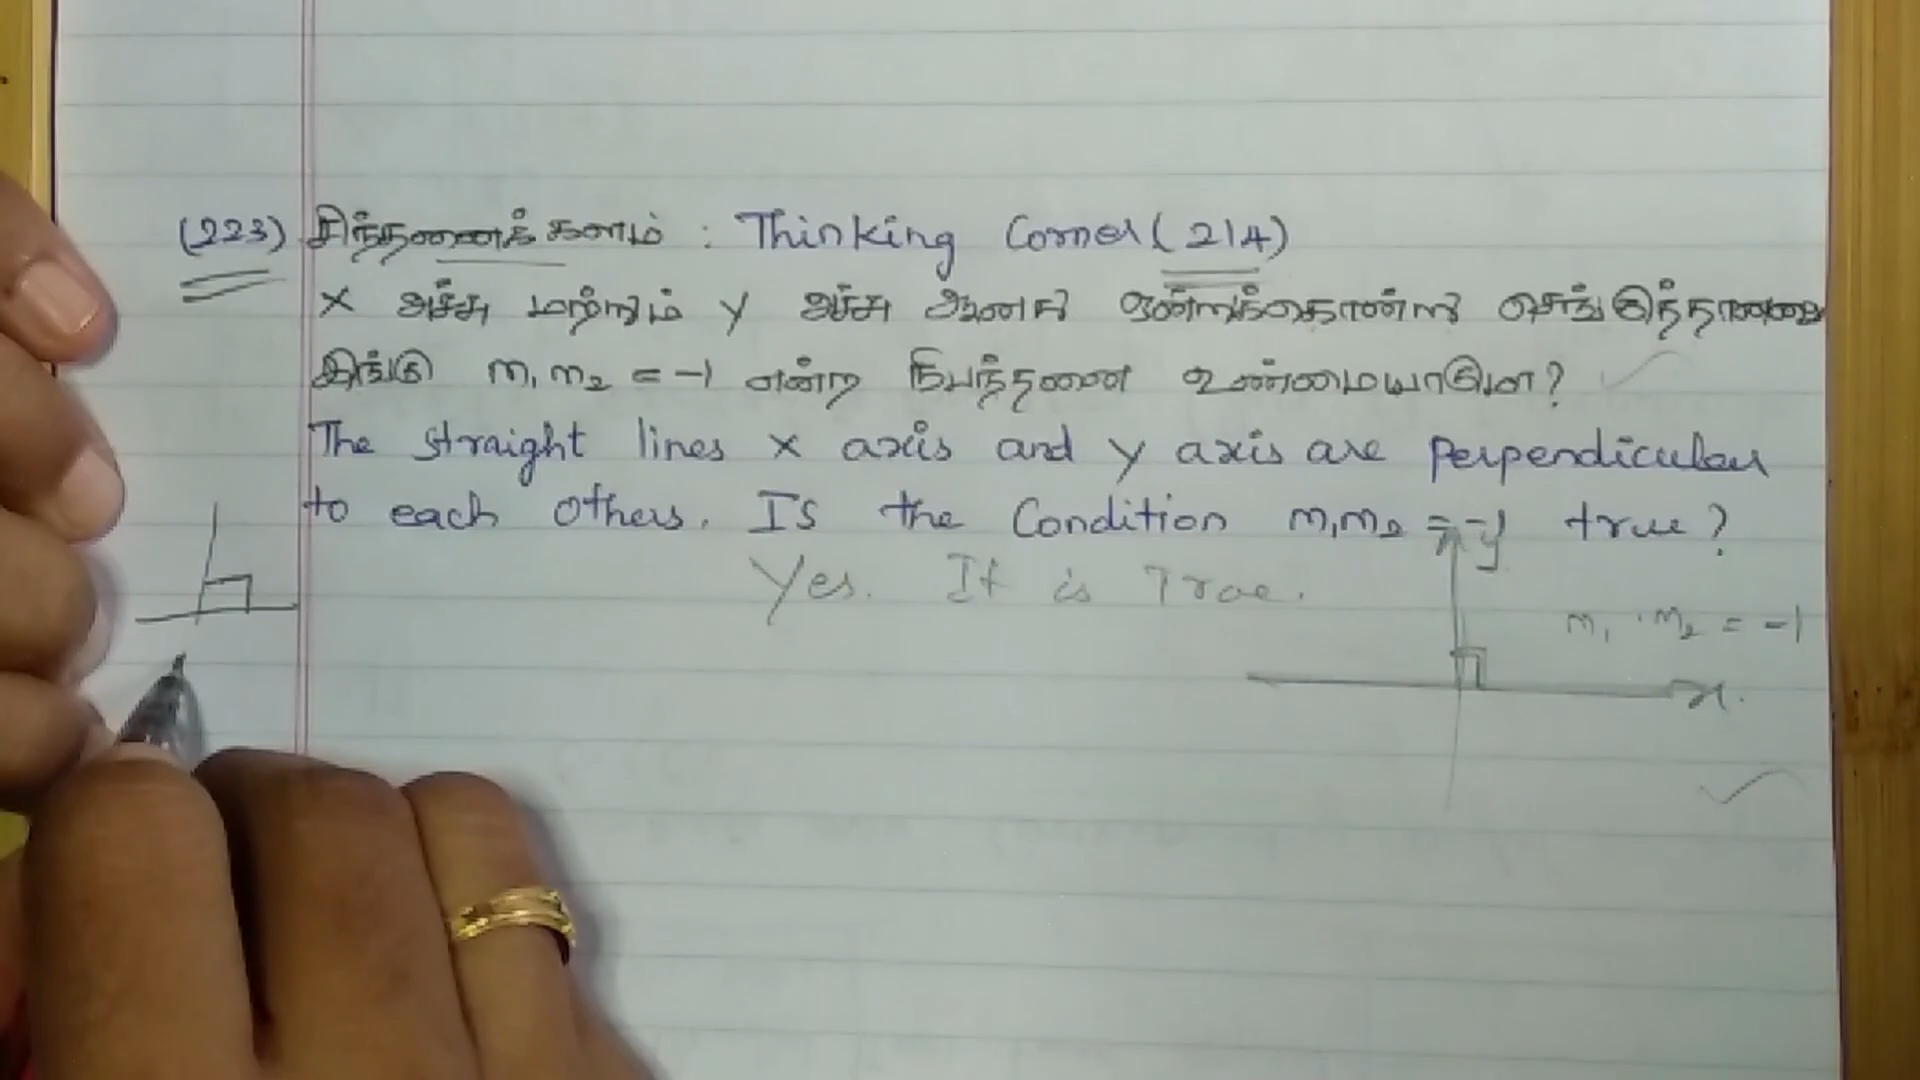 (223) சிந்தனைக் களம் : Thinking Corner (214)
X அச்சு மற்றும் y அச்சு ஆனது ஒன்றுக்கொன்று செங்குத்தானவை
இங்கு m₁ m₂ = -1 என்ற நிபந்தனை உண்மையாகுமா?
The straight lines x axis and y axis are perpendicular
to each others. Is the Condition m₁m₂ = -1 true?
Yes. It is True.
y
m₁ . m₂ = -1
x.